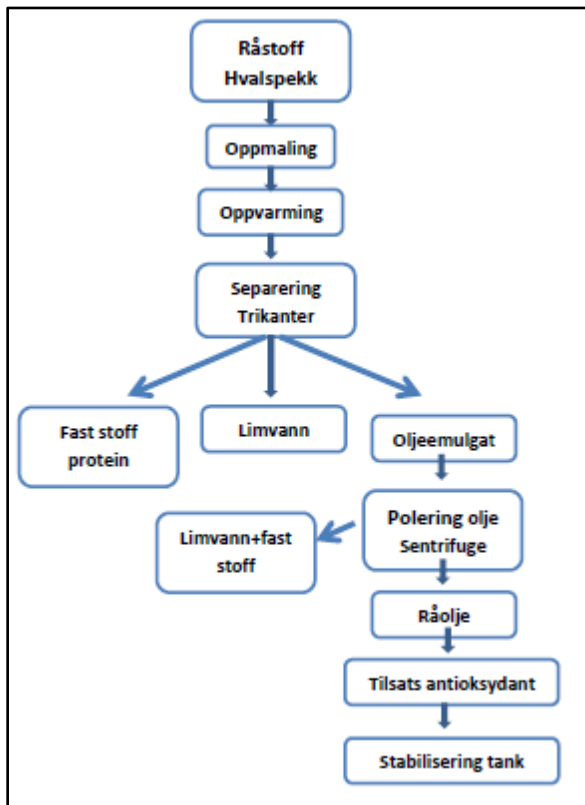 Råstoff
Hvalspekk
Oppmaling
Oppvarming
Separering
Trikanter
Fast stoff
protein
Limvann
Oljeemulgat
Polering olje
Sentrifuge
Limvann+fast
stoff
Råolje
Tilsats antioksydant
Stabilisering tank